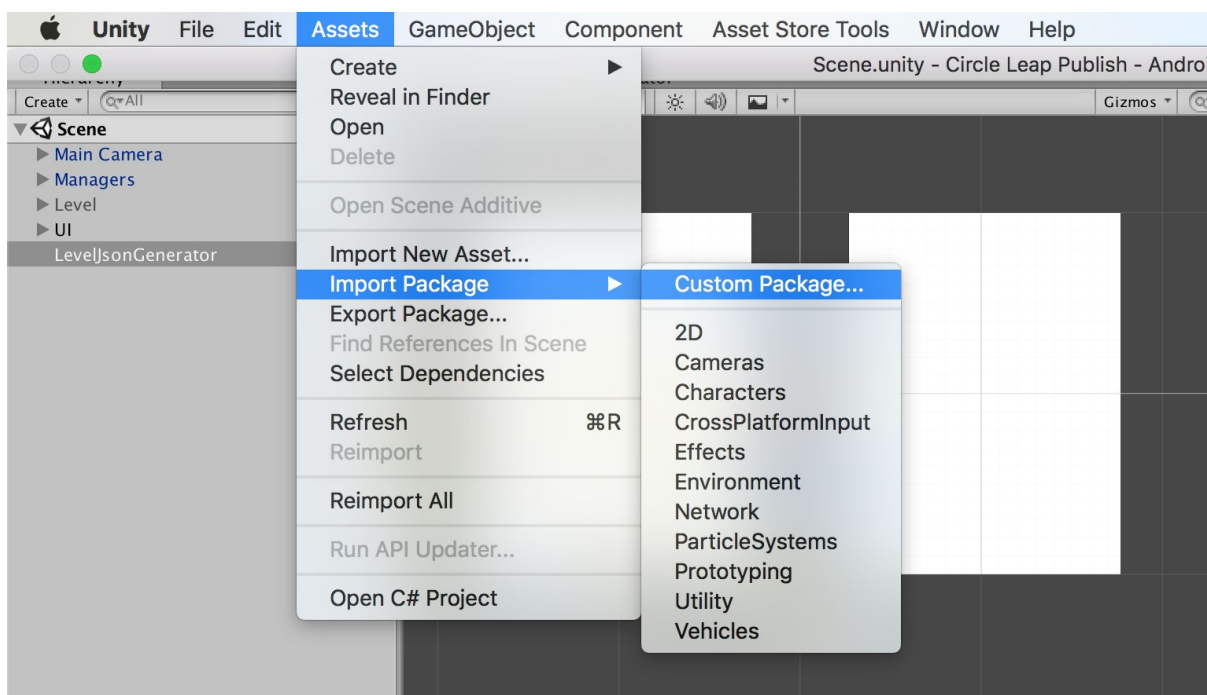 Unity File Edit Assets GameObject Component Asset Store Tools Window Help
Scene.unity - Circle Leap Publish - Andro
Create
All
Gizmos
Scene
Main Camera
Managers
Level
UI
LevelJsonGenerator
Create
Reveal in Finder
Open
Delete
Open Scene Additive
Import New Asset...
Import Package
Export Package...
Find References In Scene
Select Dependencies
Refresh ⌘R
Reimport
Reimport All
Run API Updater...
Open C# Project
Custom Package...
2D
Cameras
Characters
CrossPlatformInput
Effects
Environment
Network
ParticleSystems
Prototyping
Utility
Vehicles